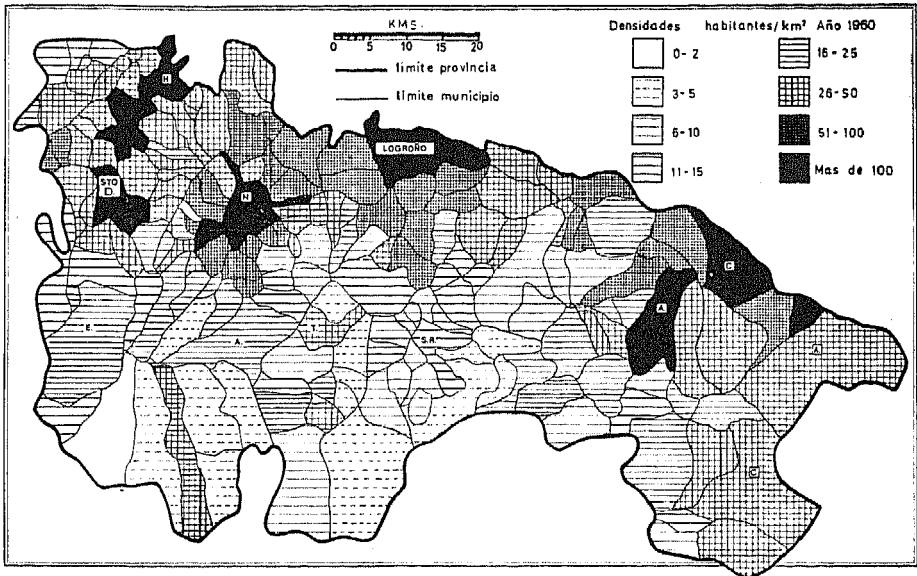 KMS.
0 5 10 15 20
límite provincia
límite municipio
Densidades habitantes/km² Año 1960
0-2
3-5
6-10
11-15
16-25
26-50
51-100
Mas de 100
H.
LOGROÑO
STO
D.
N
C.
A.
E.
A.
T.
S.R.
A.
C.